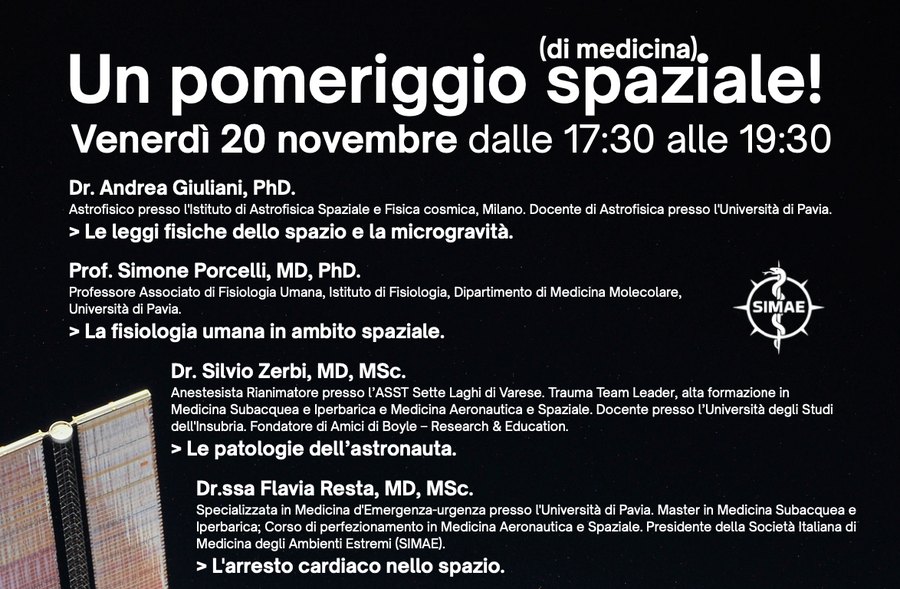 (di medicina)
Un pomeriggio spaziale!
Venerdì 20 novembre dalle 17:30 alle 19:30
Dr. Andrea Giuliani, PhD.
Astrofisico presso l'Istituto di Astrofisica Spaziale e Fisica cosmica, Milano. Docente di Astrofisica presso l'Università di Pavia.
> Le leggi fisiche dello spazio e la microgravità.
Prof. Simone Porcelli, MD, PhD.
Professore Associato di Fisiologia Umana, Istituto di Fisiologia, Dipartimento di Medicina Molecolare,
Università di Pavia.
> La fisiologia umana in ambito spaziale.
SIMAE
Dr. Silvio Zerbi, MD, MSc.
Anestesista Rianimatore presso l’ASST Sette Laghi di Varese. Trauma Team Leader, alta formazione in
Medicina Subacquea e Iperbarica e Medicina Aeronautica e Spaziale. Docente presso l’Università degli Studi
dell'Insubria. Fondatore di Amici di Boyle – Research & Education.
> Le patologie dell’astronauta.
Dr.ssa Flavia Resta, MD, MSc.
Specializzata in Medicina d'Emergenza-urgenza presso l'Università di Pavia. Master in Medicina Subacquea e
Iperbarica; Corso di perfezionamento in Medicina Aeronautica e Spaziale. Presidente della Società Italiana di
Medicina degli Ambienti Estremi (SIMAE).
> L'arresto cardiaco nello spazio.